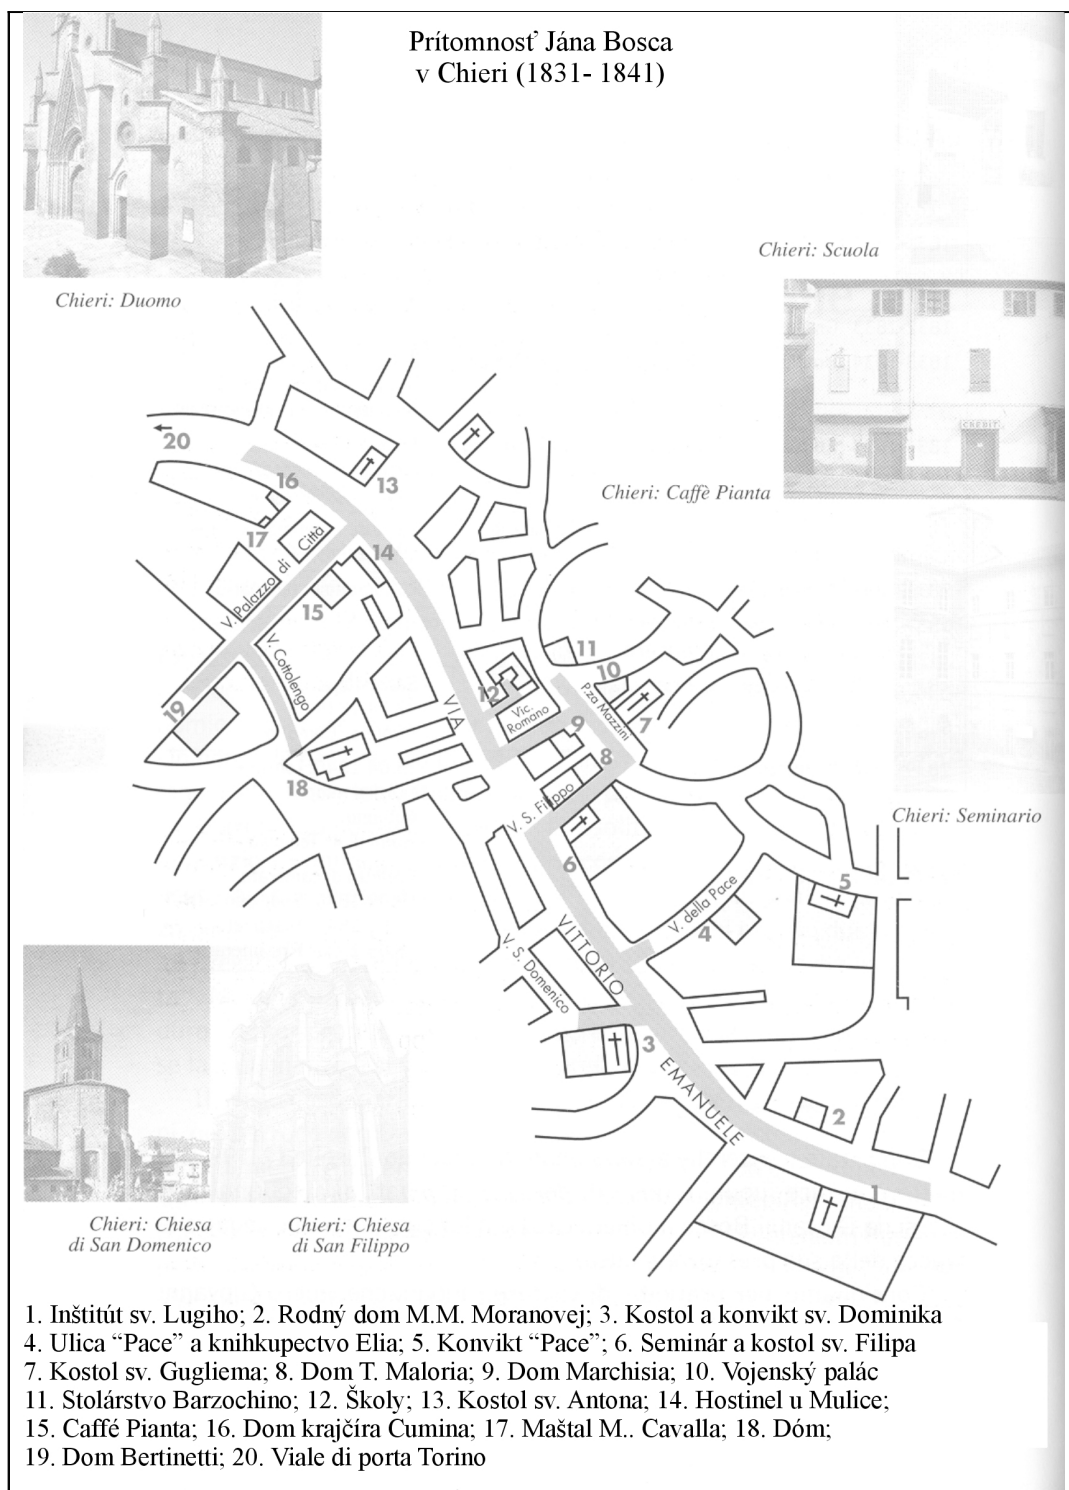 Prítomnosť Jána Bosca
v Chieri (1831- 1841)
Chieri: Scuola
Chieri: Duomo
CREDIT
Chieri: Caffè Pianta
20
16
13
17
V. Palazzo di Città
14
15
V. Cottolengo
11
10
12
Vic.
Romano
P.za Mazzini
7
9
8
19
18
VIA
V. S. Filippo
6
Chieri: Seminario
5
V. della Pace
4
VITTORIO
V. S. Domenico
3
EMANUELE
2
1
Chieri: Chiesa
di San Domenico
Chieri: Chiesa
di San Filippo
1. Inštitút sv. Lugiho; 2. Rodný dom M.M. Moranovej; 3. Kostol a konvikt sv. Dominika
4. Ulica “Pace” a knihkupectvo Elia; 5. Konvikt “Pace”; 6. Seminár a kostol sv. Filipa
7. Kostol sv. Gugliema; 8. Dom T. Maloria; 9. Dom Marchisia; 10. Vojenský palác
11. Stolárstvo Barzochino; 12. Školy; 13. Kostol sv. Antona; 14. Hostinel u Mulice;
15. Caffé Pianta; 16. Dom krajčíra Cumina; 17. Maštal M.. Cavalla; 18. Dóm;
19. Dom Bertinetti; 20. Viale di porta Torino